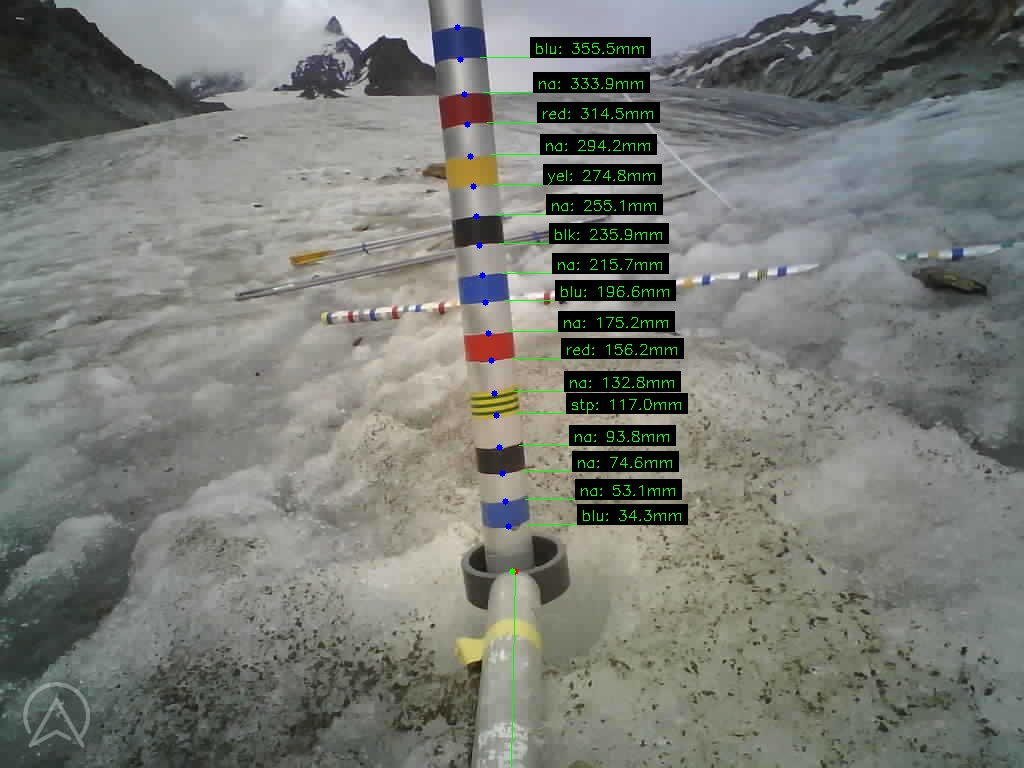 blu: 355.5mm
na: 333.9mm
red: 314.5mm
na: 294.2mm
yel: 274.8mm
na: 255.1mm
blk: 235.9mm
na: 215.7mm
blu: 196.6mm
na: 175.2mm
red: 156.2mm
na: 132.8mm
stp: 117.0mm
na: 93.8mm
na: 74.6mm
na: 53.1mm
blu: 34.3mm